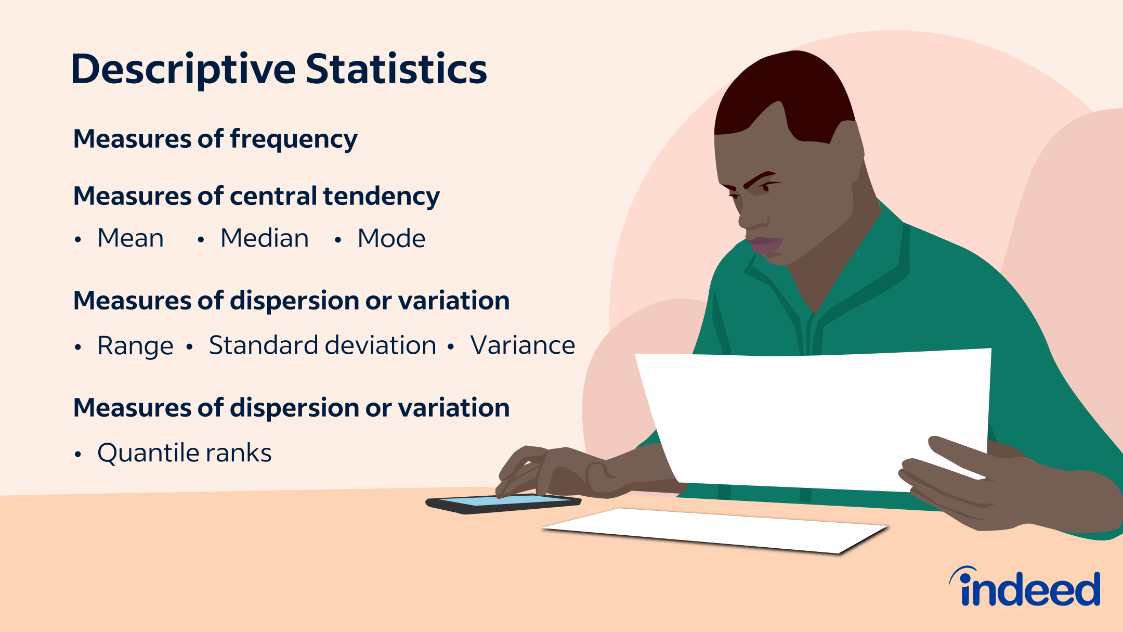 Descriptive Statistics
Measures of frequency
Measures of central tendency
• Mean • Median • Mode
Measures of dispersion or variation
• Range • Standard deviation • Variance
Measures of dispersion or variation
• Quantile ranks
indeed